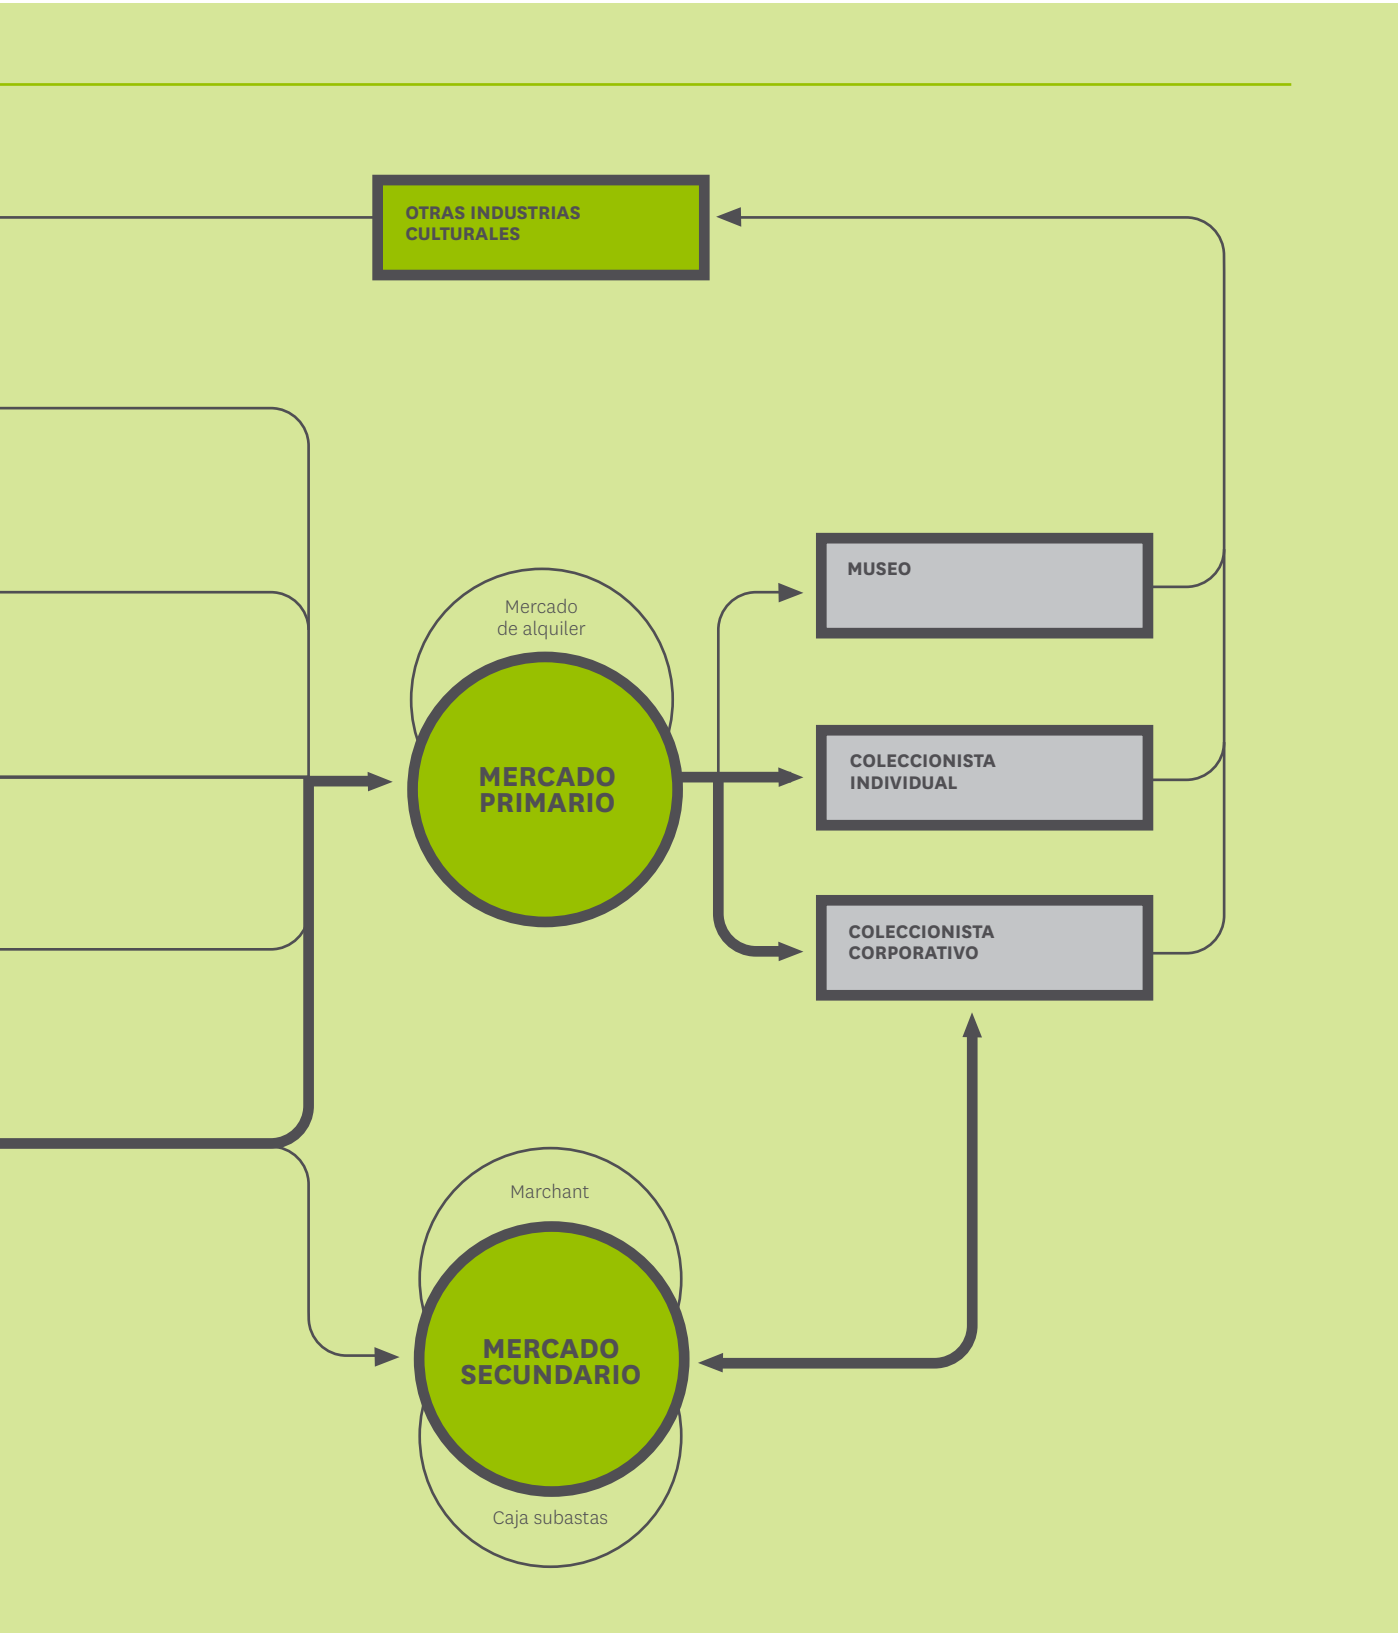 OTRAS INDUSTRIAS
CULTURALES
MUSEO
Mercado
de alquiler
MERCADO
PRIMARIO
COLECCIONISTA
INDIVIDUAL
COLECCIONISTA
CORPORATIVO
Marchant
MERCADO
SECUNDARIO
Caja subastas